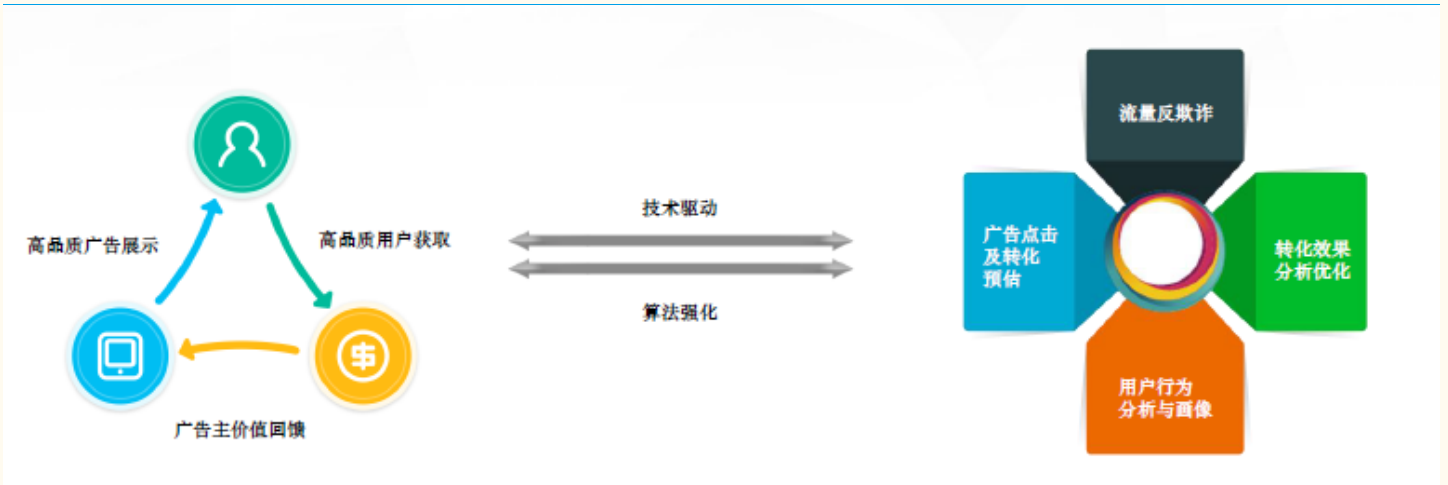 高品质广告展示
高品质用户获取
广告主价值回馈
技术驱动
算法强化
流量反欺诈
广告点击
及转化
预估
转化效果
分析优化
用户行为
分析与画像